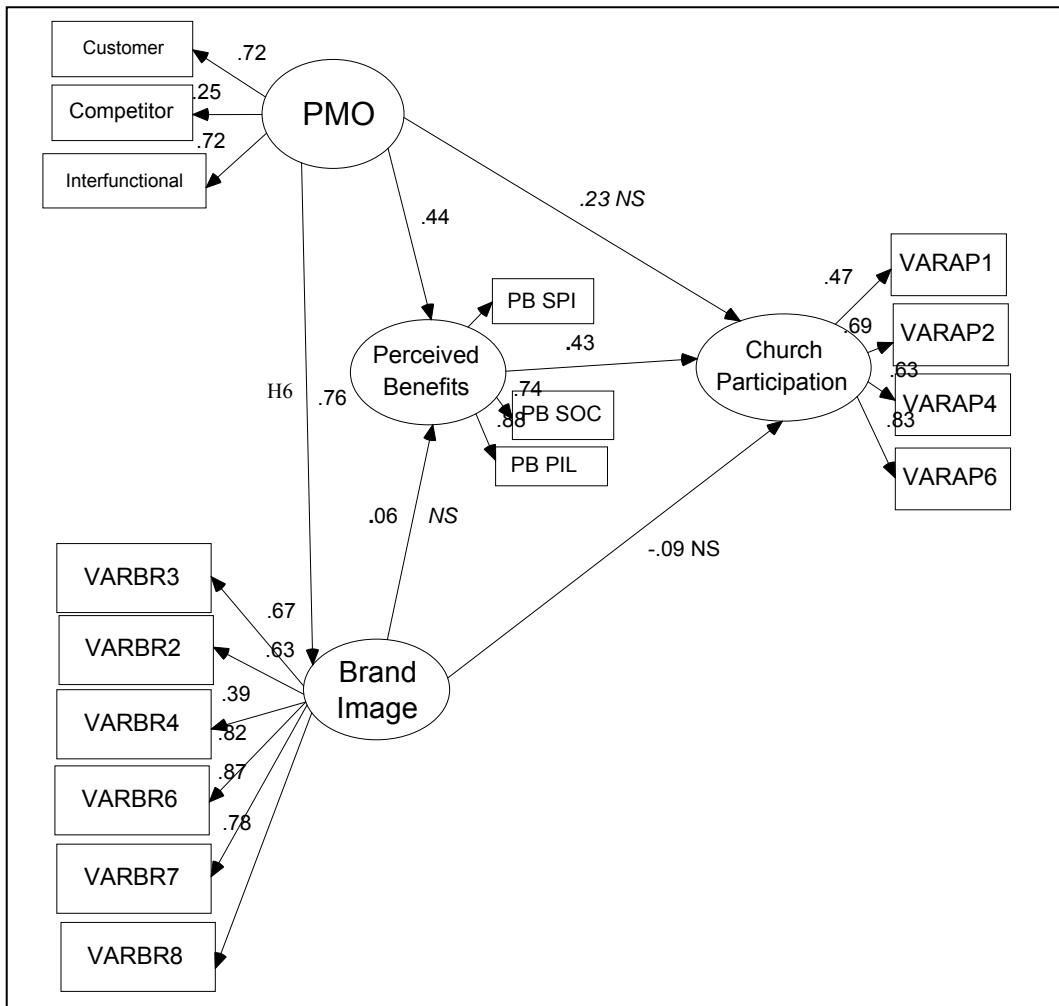 Customer
.72
PMO
Competitor
.25
.72
Interfunctional
.23 NS
.44
VARAP1
.47
PB SPI
VARAP2
.69
Perceived
Benefits
.43
Church
Participation
.63
H6
.76
.74
PB SOC
VARAP4
.88
.83
PB PIL
VARAP6
.06
NS
-.09 NS
VARBR3
.67
VARBR2
.63
Brand
Image
.39
VARBR4
.82
.87
VARBR6
.78
VARBR7
VARBR8